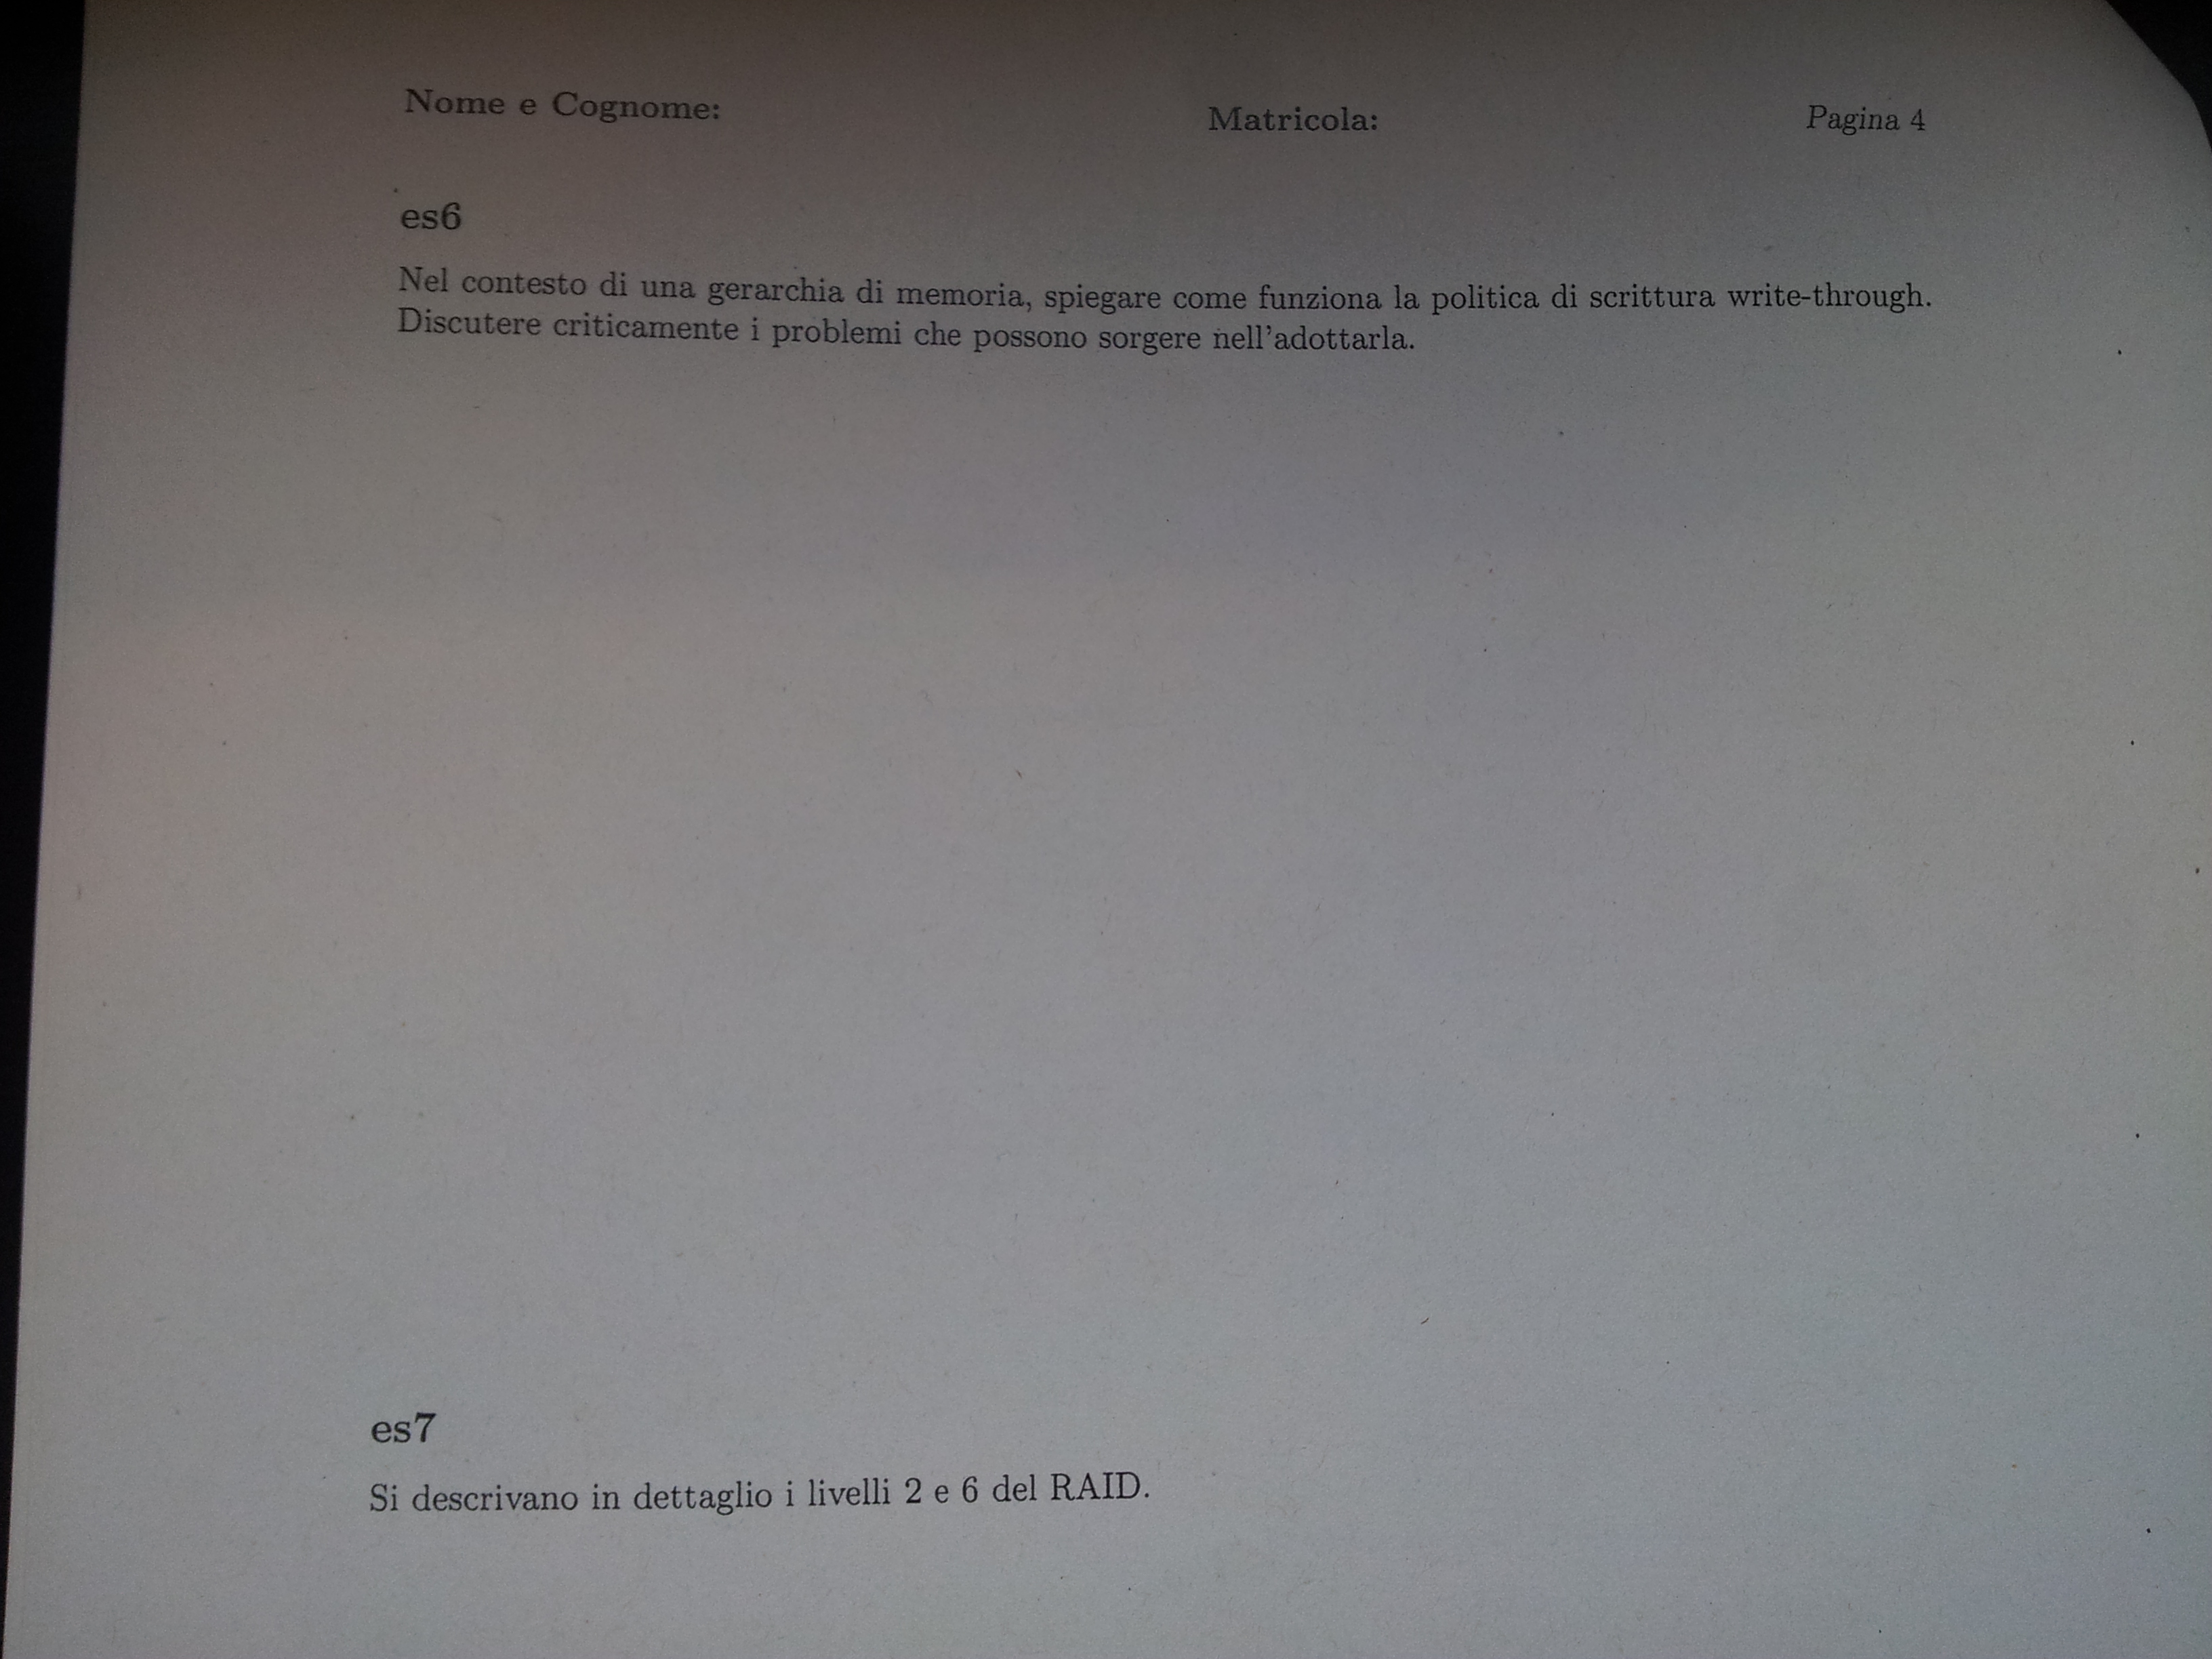 Nome e Cognome: Matricola: Pagina 4
es6
Nel contesto di una gerarchia di memoria, spiegare come funziona la politica di scrittura write-through.
Discutere criticamente i problemi che possono sorgere nell'adottarla.
es7
Si descrivano in dettaglio i livelli 2 e 6 del RAID.